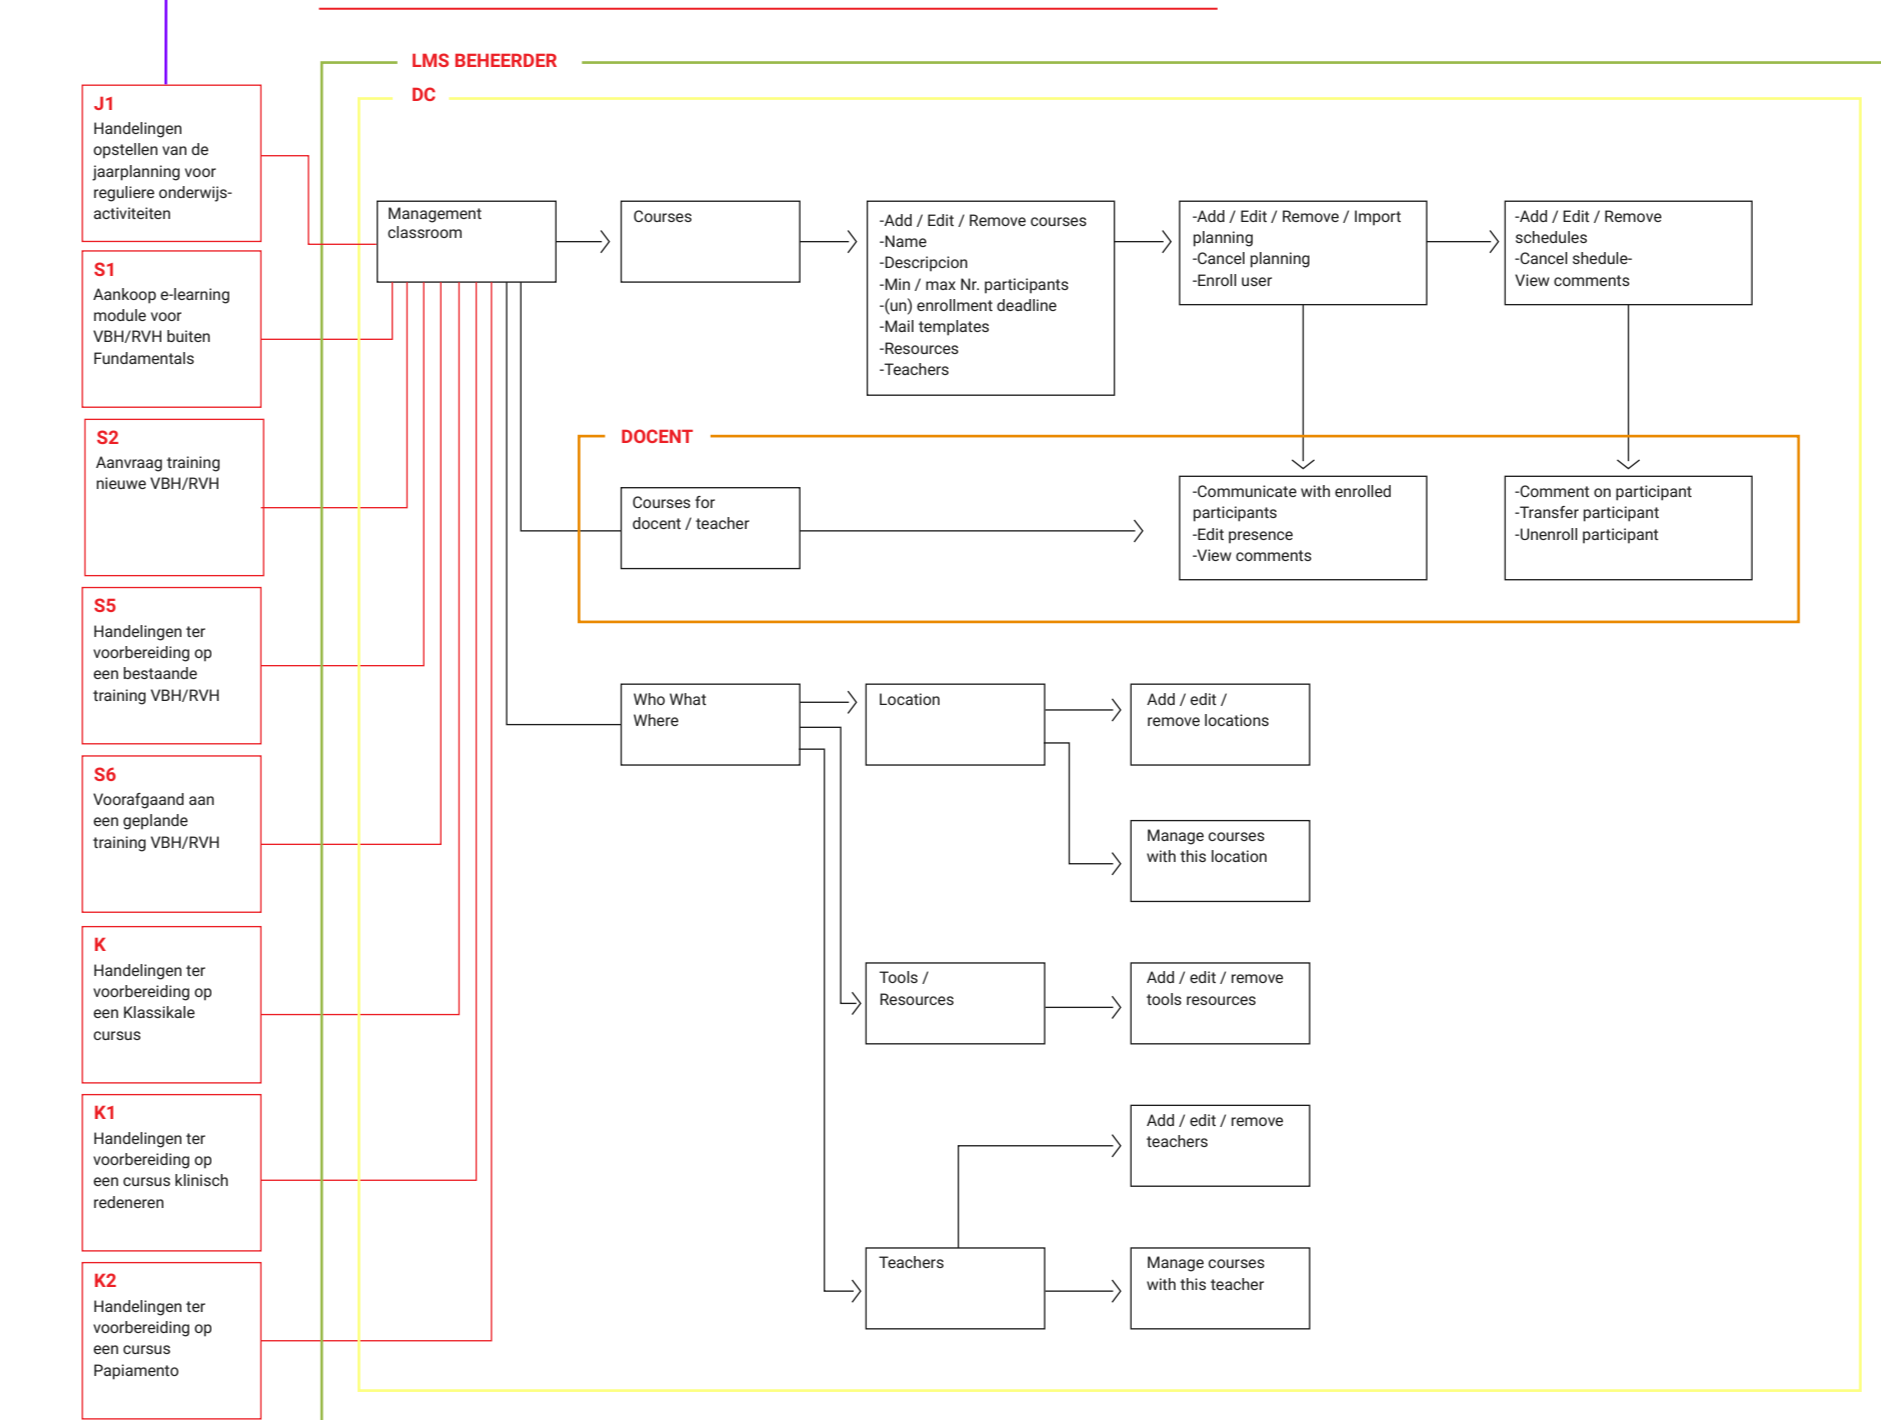 LMS BEHEERDER
DC
J1
Handelingen
opstellen van de
jaarplanning voor
reguliere onderwijs-
activiteiten
S1
Aankoop e-learning
module voor
VBH/RVH buiten
Fundamentals
S2
Aanvraag training
nieuwe VBH/RVH
S5
Handelingen ter
voorbereiding op
een bestaande
training VBH/RVH
S6
Voorafgaand aan
een geplande
training VBH/RVH
K
Handelingen ter
voorbereiding op
een Klassikale
cursus
K1
Handelingen ter
voorbereiding op
een cursus klinisch
redeneren
K2
Handelingen ter
voorbereiding op
een cursus
Papiamento
Management
classroom
Courses
-Add / Edit / Remove courses
-Name
-Descripcion
-Min / max Nr. participants
-(un) enrollment deadline
-Mail templates
-Resources
-Teachers
-Add / Edit / Remove / Import
planning
-Cancel planning
-Enroll user
-Add / Edit / Remove
schedules
-Cancel shedule-
View comments
DOCENT
Courses for
docent / teacher
-Communicate with enrolled
participants
-Edit presence
-View comments
-Comment on participant
-Transfer participant
-Unenroll participant
Who What
Where
Location
Add / edit /
remove locations
Manage courses
with this location
Tools /
Resources
Add / edit / remove
tools resources
Add / edit / remove
teachers
Teachers
Manage courses
with this teacher